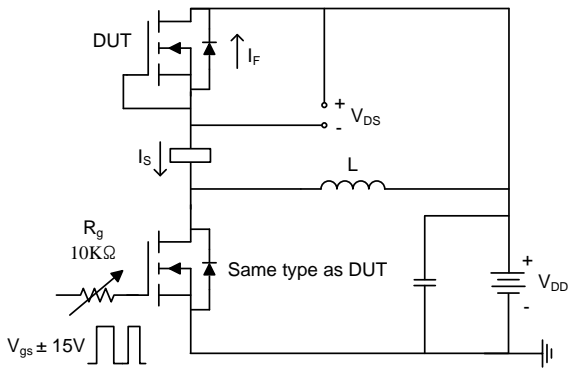 DUT
I_F
+
V_DS
-
I_S
L
R_g
10KΩ
Same type as DUT
+
V_DD
-
V_gs ± 15V